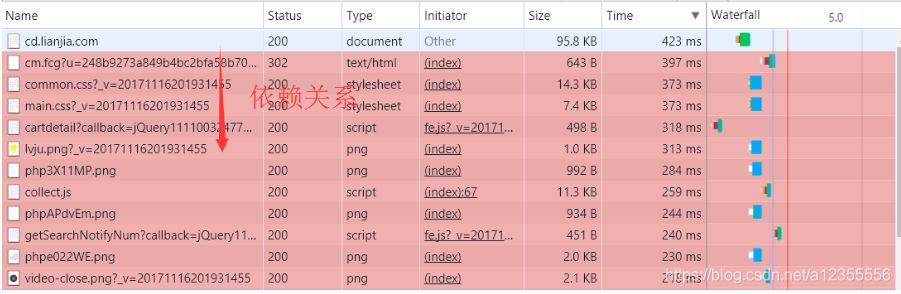 Name Status Type Initiator Size Time Waterfall 5.0
cd.lianjia.com 200 document Other 95.8 KB 423 ms
cm.fcg?u=248b9273a849b4bc2bfa58b70... 302 text/html (index) 643 B 397 ms
common.css?_v=20171116201931455 200 stylesheet (index) 14.3 KB 373 ms
main.css?_v=20171116201931455 200 stylesheet (index) 7.4 KB 373 ms
依赖关系
cartdetail?callback=jQuery11110032477... 200 script fe.js?_v=20171... 498 B 318 ms
lvju.png?_v=20171116201931455 200 png (index) 1.0 KB 313 ms
php3X11MP.png 200 png (index) 992 B 284 ms
collect.js 200 script (index):67 11.3 KB 259 ms
phpAPdvEm.png 200 png (index) 934 B 244 ms
getSearchNotifyNum?callback=jQuery11... 200 script fe.js?_v=20171... 451 B 240 ms
phpe022WE.png 200 png (index) 2.0 KB 230 ms
video-close.png?_v=20171116201931455 200 png (index) 2.1 KB ms
https://blog.csdn.net/a12355556